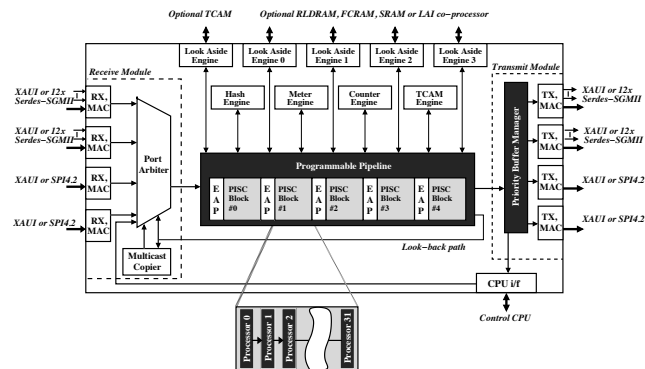 Optional TCAM
Optional RLDRAM, FCRAM, SRAM or LAI co-processor
Look Aside
Engine
Look Aside
Engine 0
Look Aside
Engine 1
Look Aside
Engine 2
Look Aside
Engine 3
Receive Module
Transmit Module
XAUI or 12x
Serdes-SGMII
RX,
MAC
XAUI or 12x
Serdes-SGMII
RX,
MAC
XAUI or SPI4.2
RX,
MAC
XAUI or SPI4.2
RX,
MAC
Port
Arbiter
Multicast
Copier
Hash
Engine
Meter
Engine
Counter
Engine
TCAM
Engine
Programmable Pipeline
EAP
PISC
Block
#0
EAP
PISC
Block
#1
EAP
PISC
Block
#2
EAP
PISC
Block
#3
EAP
PISC
Block
#4
Look-back path
Priority Buffer Manager
TX,
MAC
XAUI or 12x
Serdes-SGMII
TX,
MAC
XAUI or 12x
Serdes-SGMII
TX,
MAC
XAUI or SPI4.2
TX,
MAC
XAUI or SPI4.2
CPU i/f
Control CPU
Processor 0
Processor 1
Processor 2
Processor 31